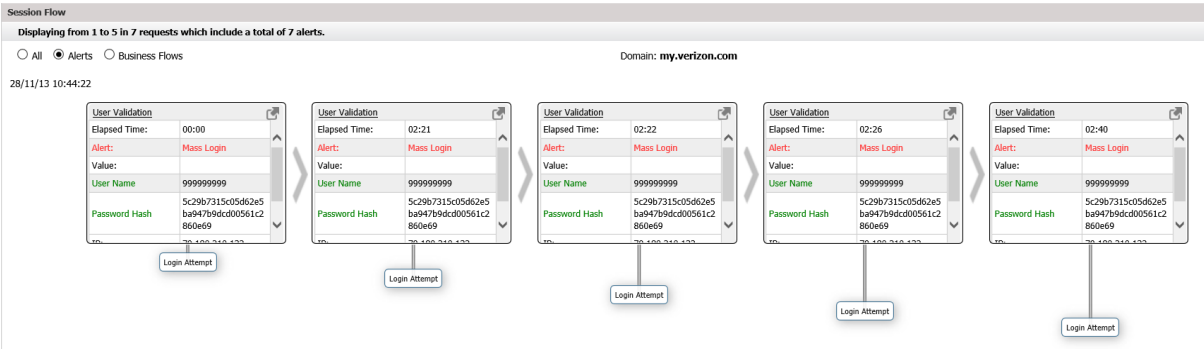 Session Flow
Displaying from 1 to 5 in 7 requests which include a total of 7 alerts.
All Alerts Business Flows Domain: my.verizon.com
28/11/13 10:44:22
User Validation
Elapsed Time: 00:00
Alert: Mass Login
Value:
User Name 999999999
Password Hash 5c29b7315c05d62e5
ba947b9dcd00561c2
860e69
Login Attempt
User Validation
Elapsed Time: 02:21
Alert: Mass Login
Value:
User Name 999999999
Password Hash 5c29b7315c05d62e5
ba947b9dcd00561c2
860e69
Login Attempt
User Validation
Elapsed Time: 02:22
Alert: Mass Login
Value:
User Name 999999999
Password Hash 5c29b7315c05d62e5
ba947b9dcd00561c2
860e69
Login Attempt
User Validation
Elapsed Time: 02:26
Alert: Mass Login
Value:
User Name 999999999
Password Hash 5c29b7315c05d62e5
ba947b9dcd00561c2
860e69
Login Attempt
User Validation
Elapsed Time: 02:40
Alert: Mass Login
Value:
User Name 999999999
Password Hash 5c29b7315c05d62e5
ba947b9dcd00561c2
860e69
Login Attempt